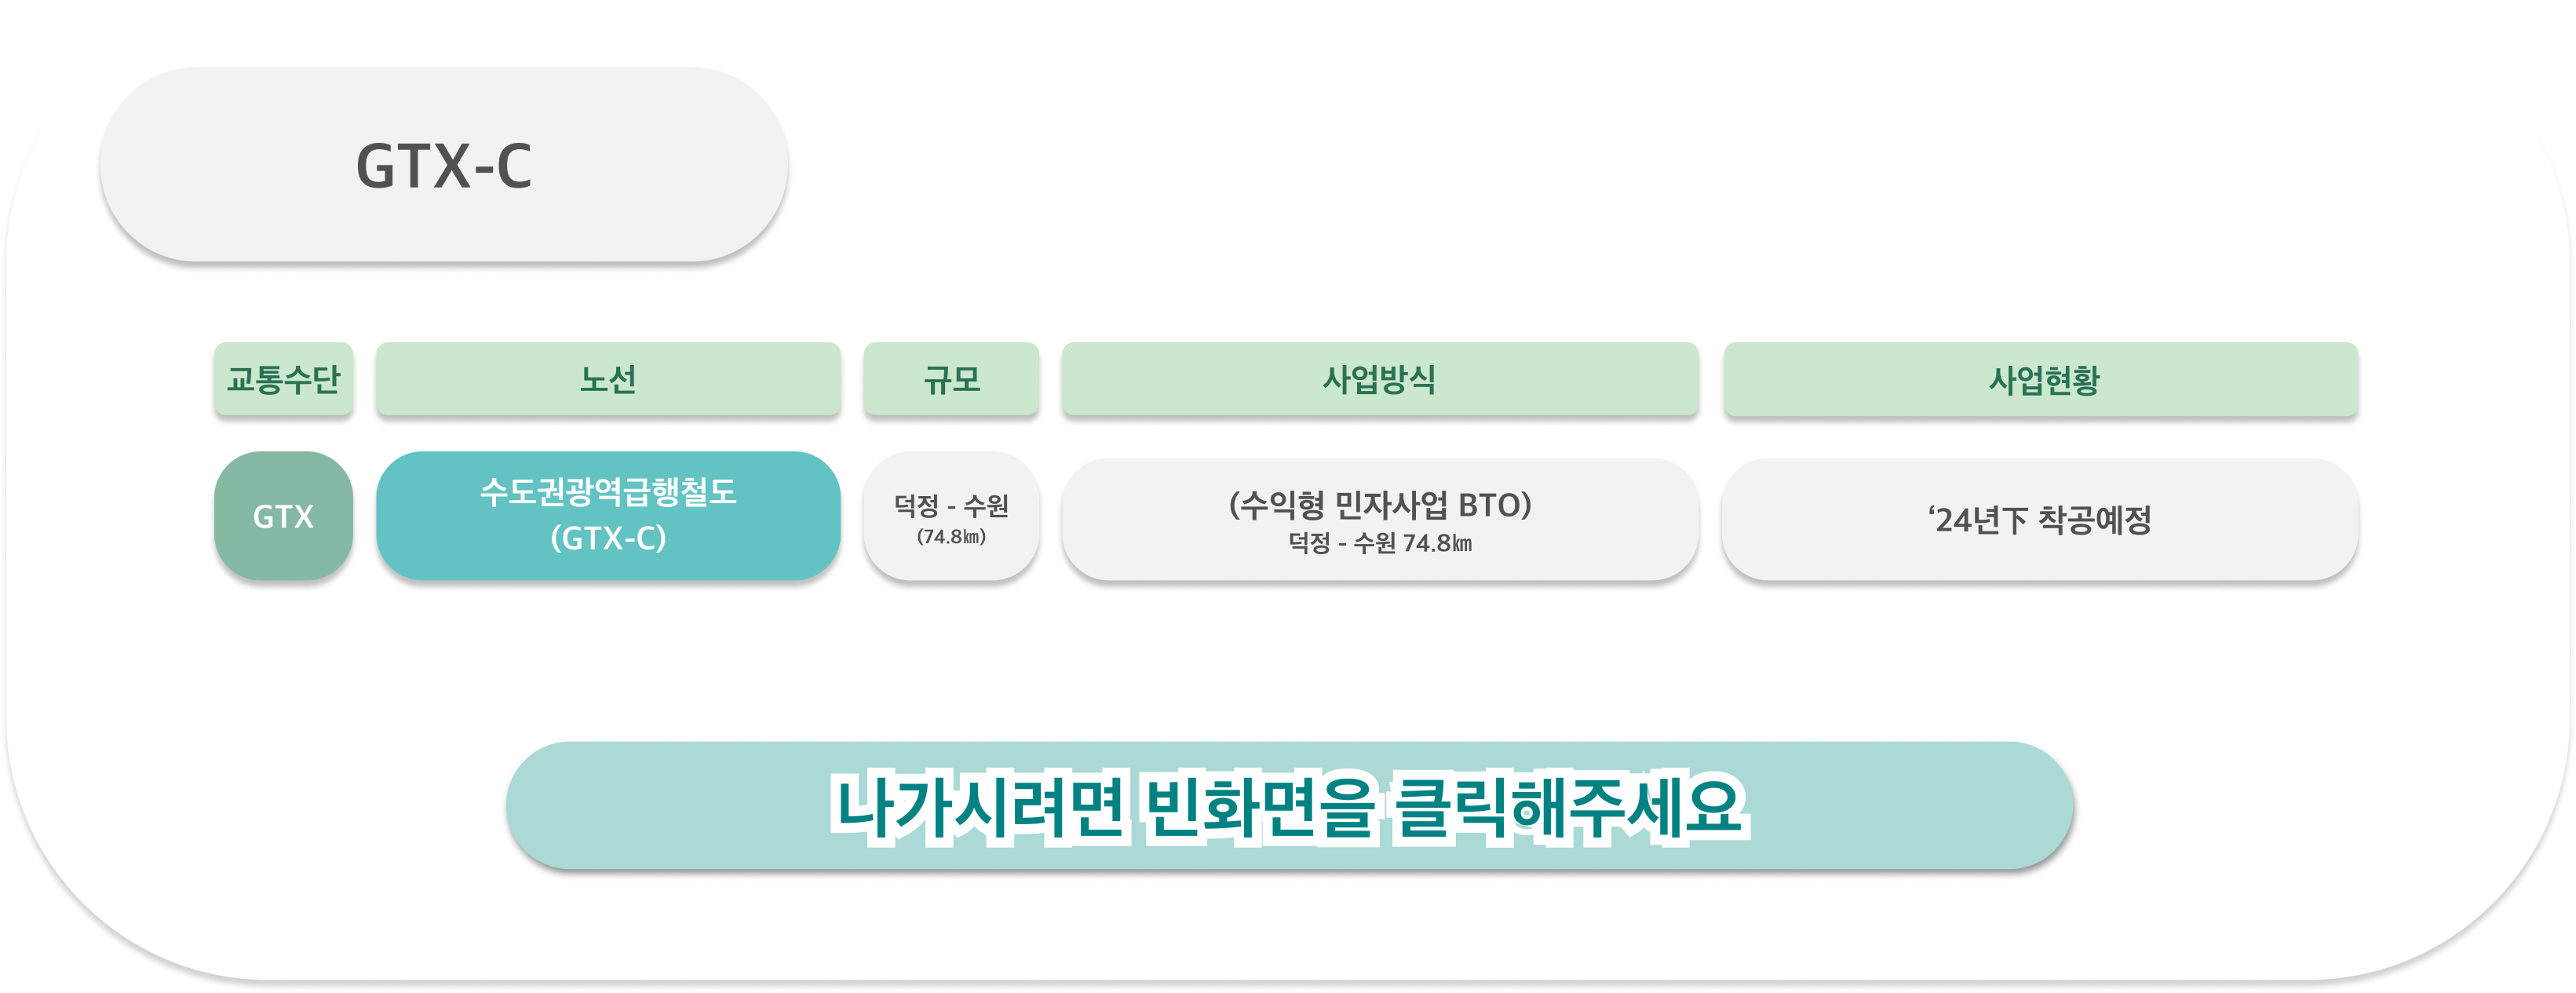 GTX-C
교통수단 노선 규모 사업방식 사업현황
GTX
수도권광역급행철도
(GTX-C)
덕정 - 수원
(74.8㎞)
(수익형 민자사업 BTO)
덕정 - 수원 74.8㎞
‘24년下 착공예정
나가시려면 빈화면을 클릭해주세요